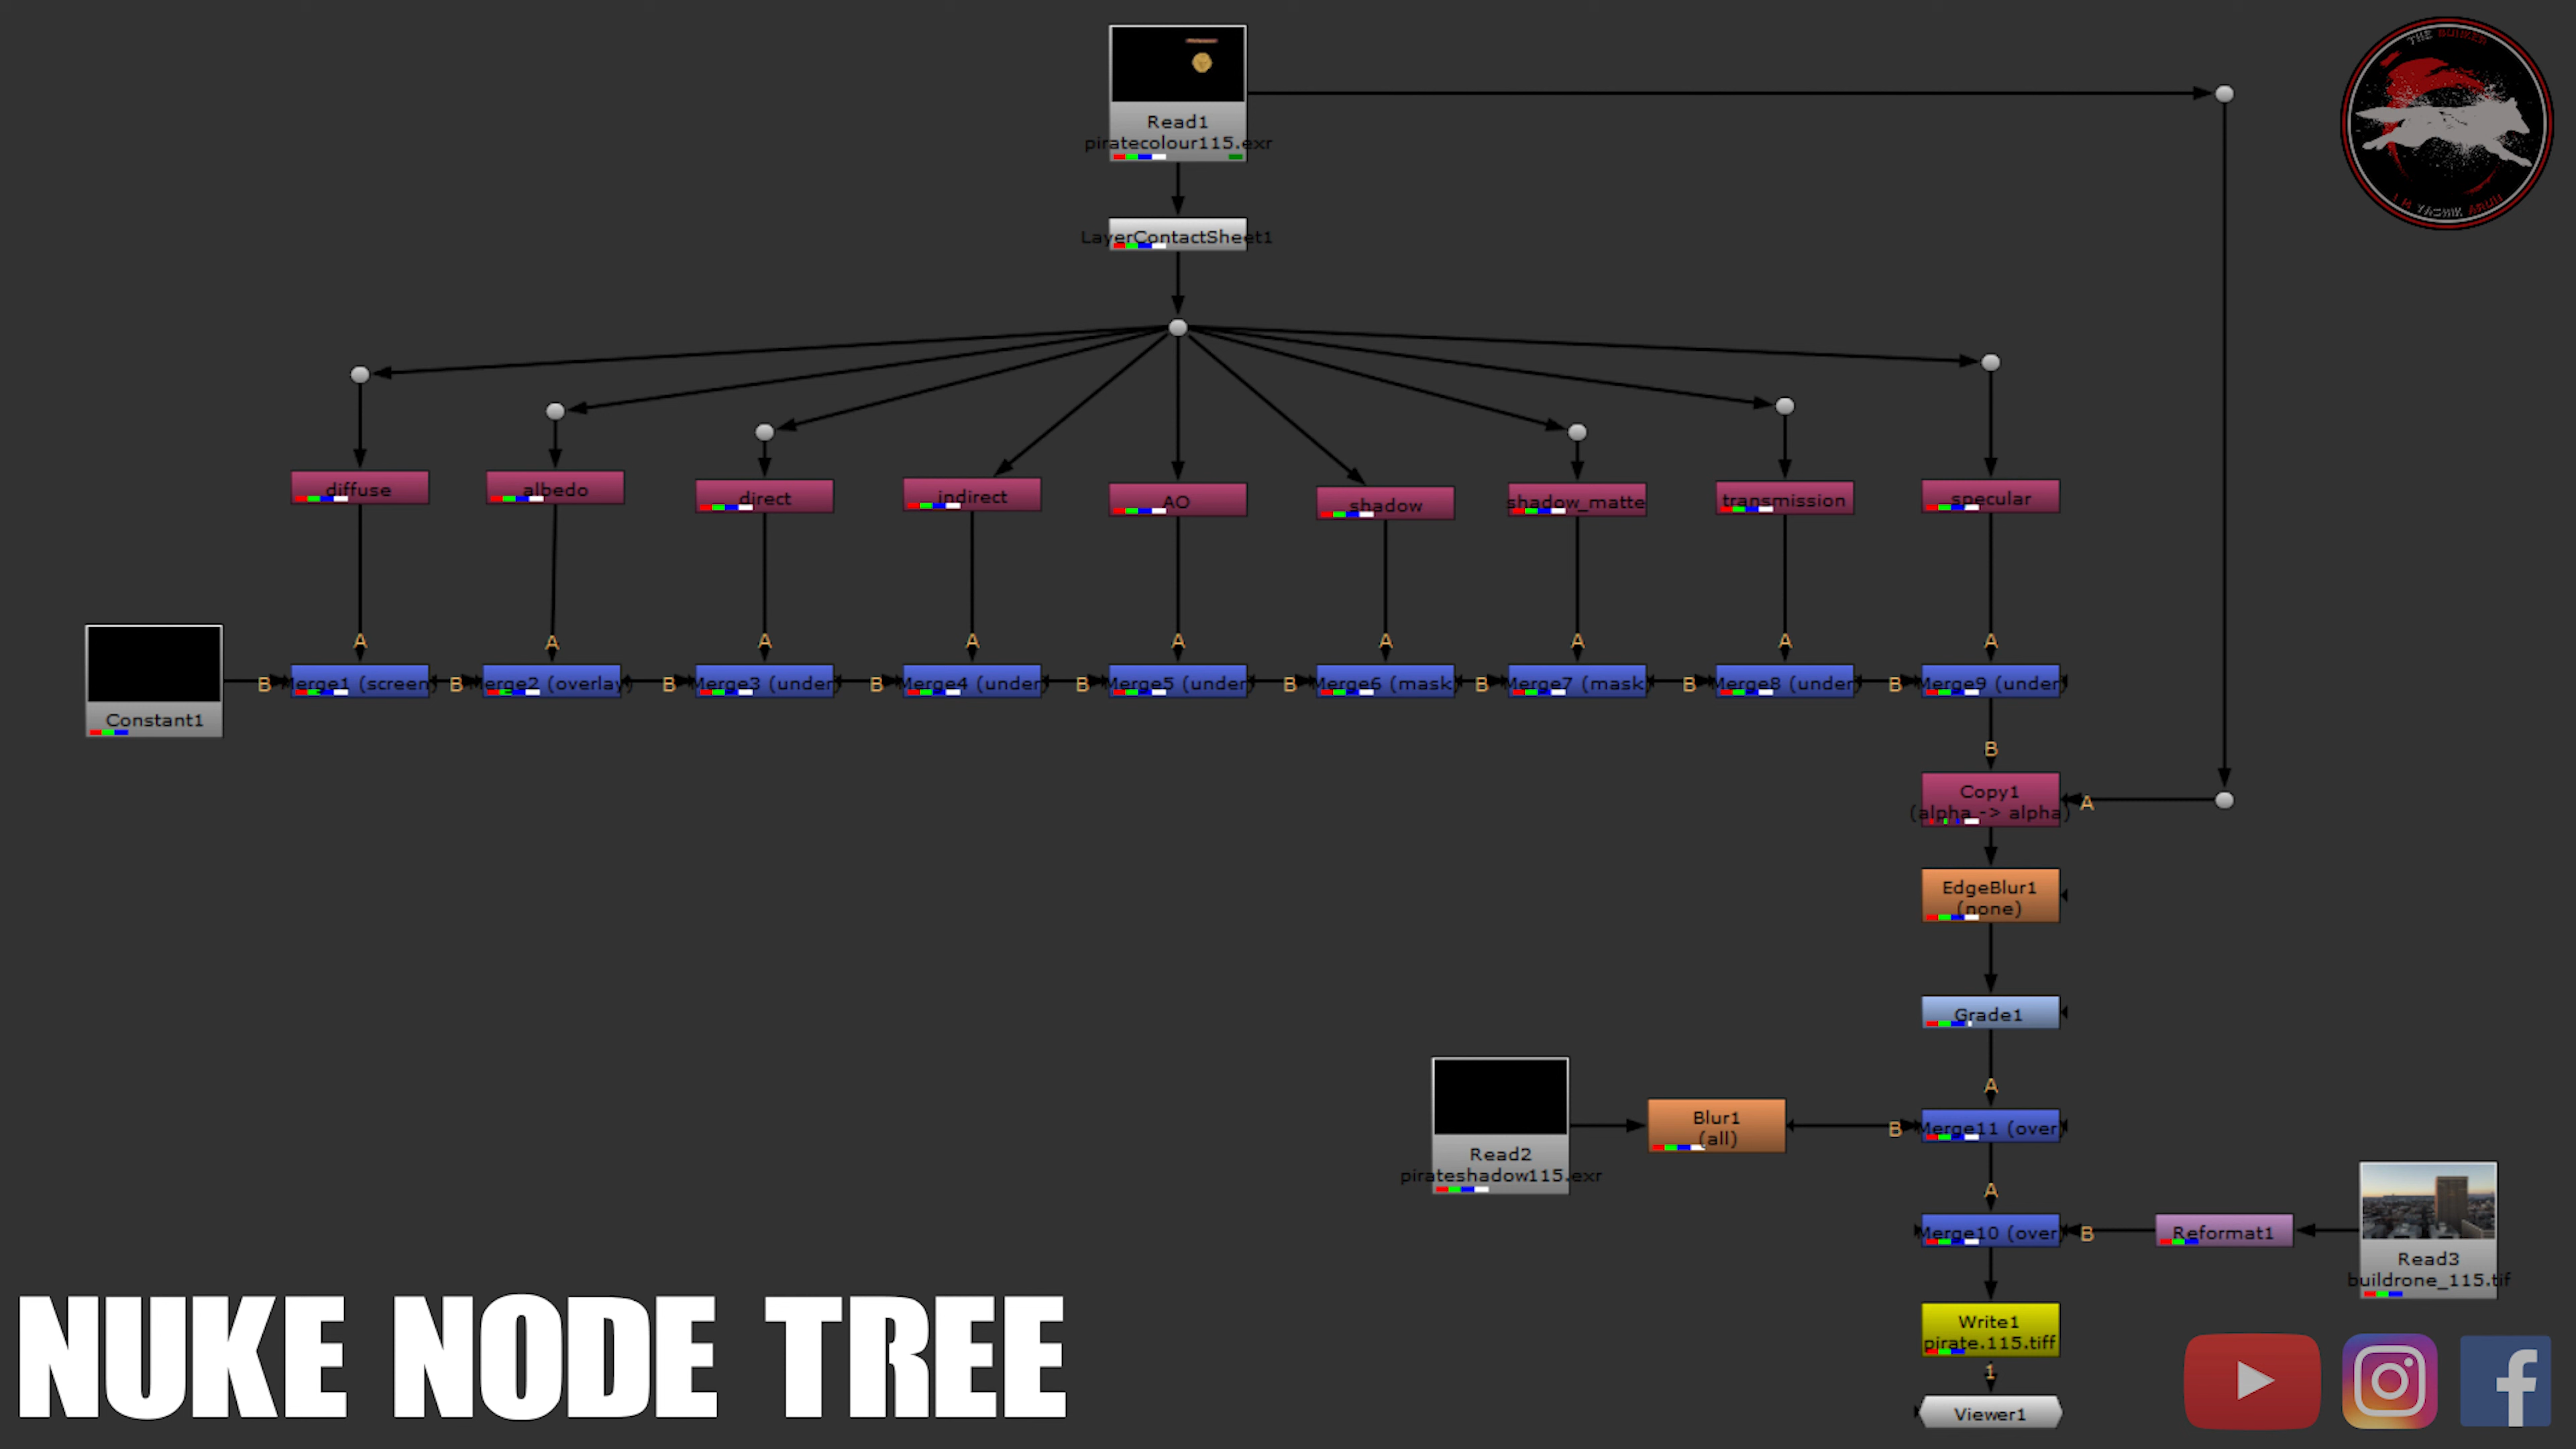 THE BUNKER
Read1
piratecolour115.exr
LayerContactSheet1
diffuse
albedo
direct
indirect
AO
shadow
shadow_matte
transmission
specular
A
A
A
A
A
A
A
A
A
Constant1
B
Merge1 (screen)
B
Merge2 (overlay)
B
Merge3 (under)
B
Merge4 (under)
B
Merge5 (under)
B
Merge6 (mask)
B
Merge7 (mask)
B
Merge8 (under)
B
Merge9 (under)
B
Copy1
(alpha -> alpha)
A
EdgeBlur1
(none)
Grade1
A
Read2
pirateshadow115.exr
Blur1
(all)
B
Merge11 (over)
A
Merge10 (over)
B
Reformat1
Read3
buildrone_115.tif
Write1
pirate.115.tiff
1
Viewer1
NUKE NODE TREE